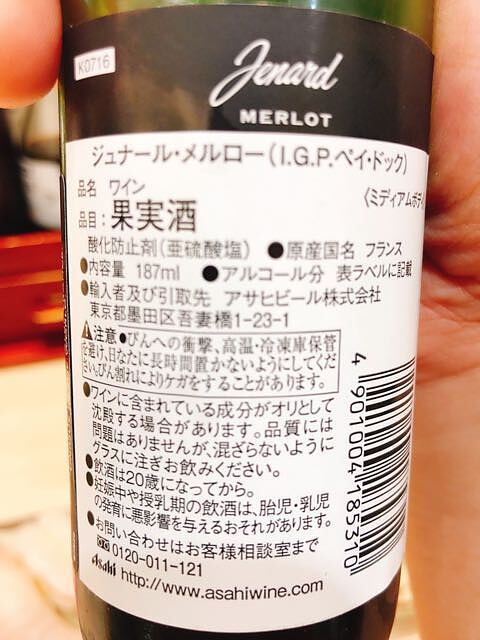 K0716
Jenard
MERLOT
ジュナール・メルロー(I.G.P.ペイ・ドック)
品名 ワイン
《ミディアムボデ
品目:果実酒
酸化防止剤(亜硫酸塩) ●原産国名 フランス
●内容量 187ml ●アルコール分 表ラベルに記載
●輸入者及び引取先 アサヒビール株式会社
東京都墨田区吾妻橋1-23-1
⚠注意 ●びんへの衝撃、高温・冷凍庫保管
を避け、日なたに長時間置かないようにしてくだ
さい。びん割れによりケガをすることがあります。
●ワインに含まれている成分がオリとして
沈殿する場合があります。品質には
問題はありませんが、混ざらないように
グラスに注ぎお飲みください。
●飲酒は20歳になってから。
●妊娠中や授乳期の飲酒は、胎児・乳児
の発育に悪影響を与えるおそれがあります。
●お問い合わせはお客様相談室まで
0120-011-121
Asahi http://www.asahiwine.com
4 901004 185310